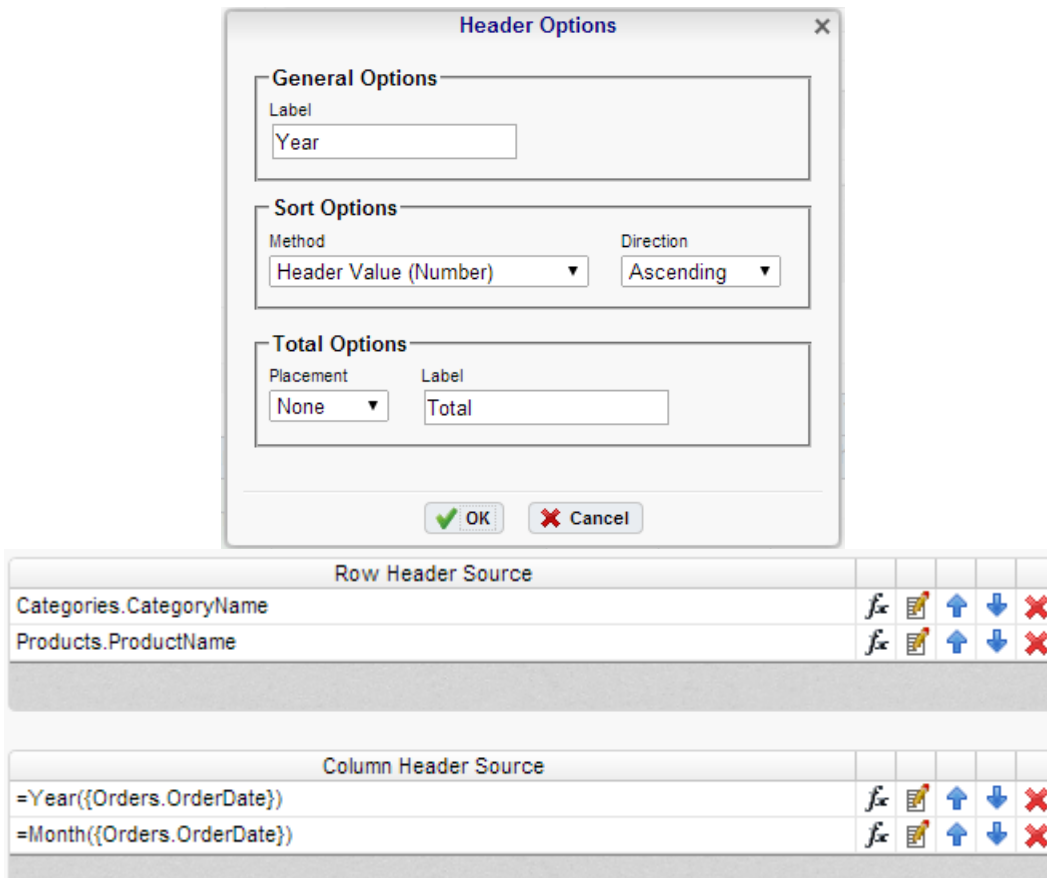 Header Options
General Options
Label
Year
Sort Options
Method Direction
Header Value (Number) Ascending
Total Options
Placement Label
None Total
OK Cancel
Row Header Source
Categories.CategoryName
Products.ProductName
Column Header Source
=Year({Orders.OrderDate})
=Month({Orders.OrderDate})